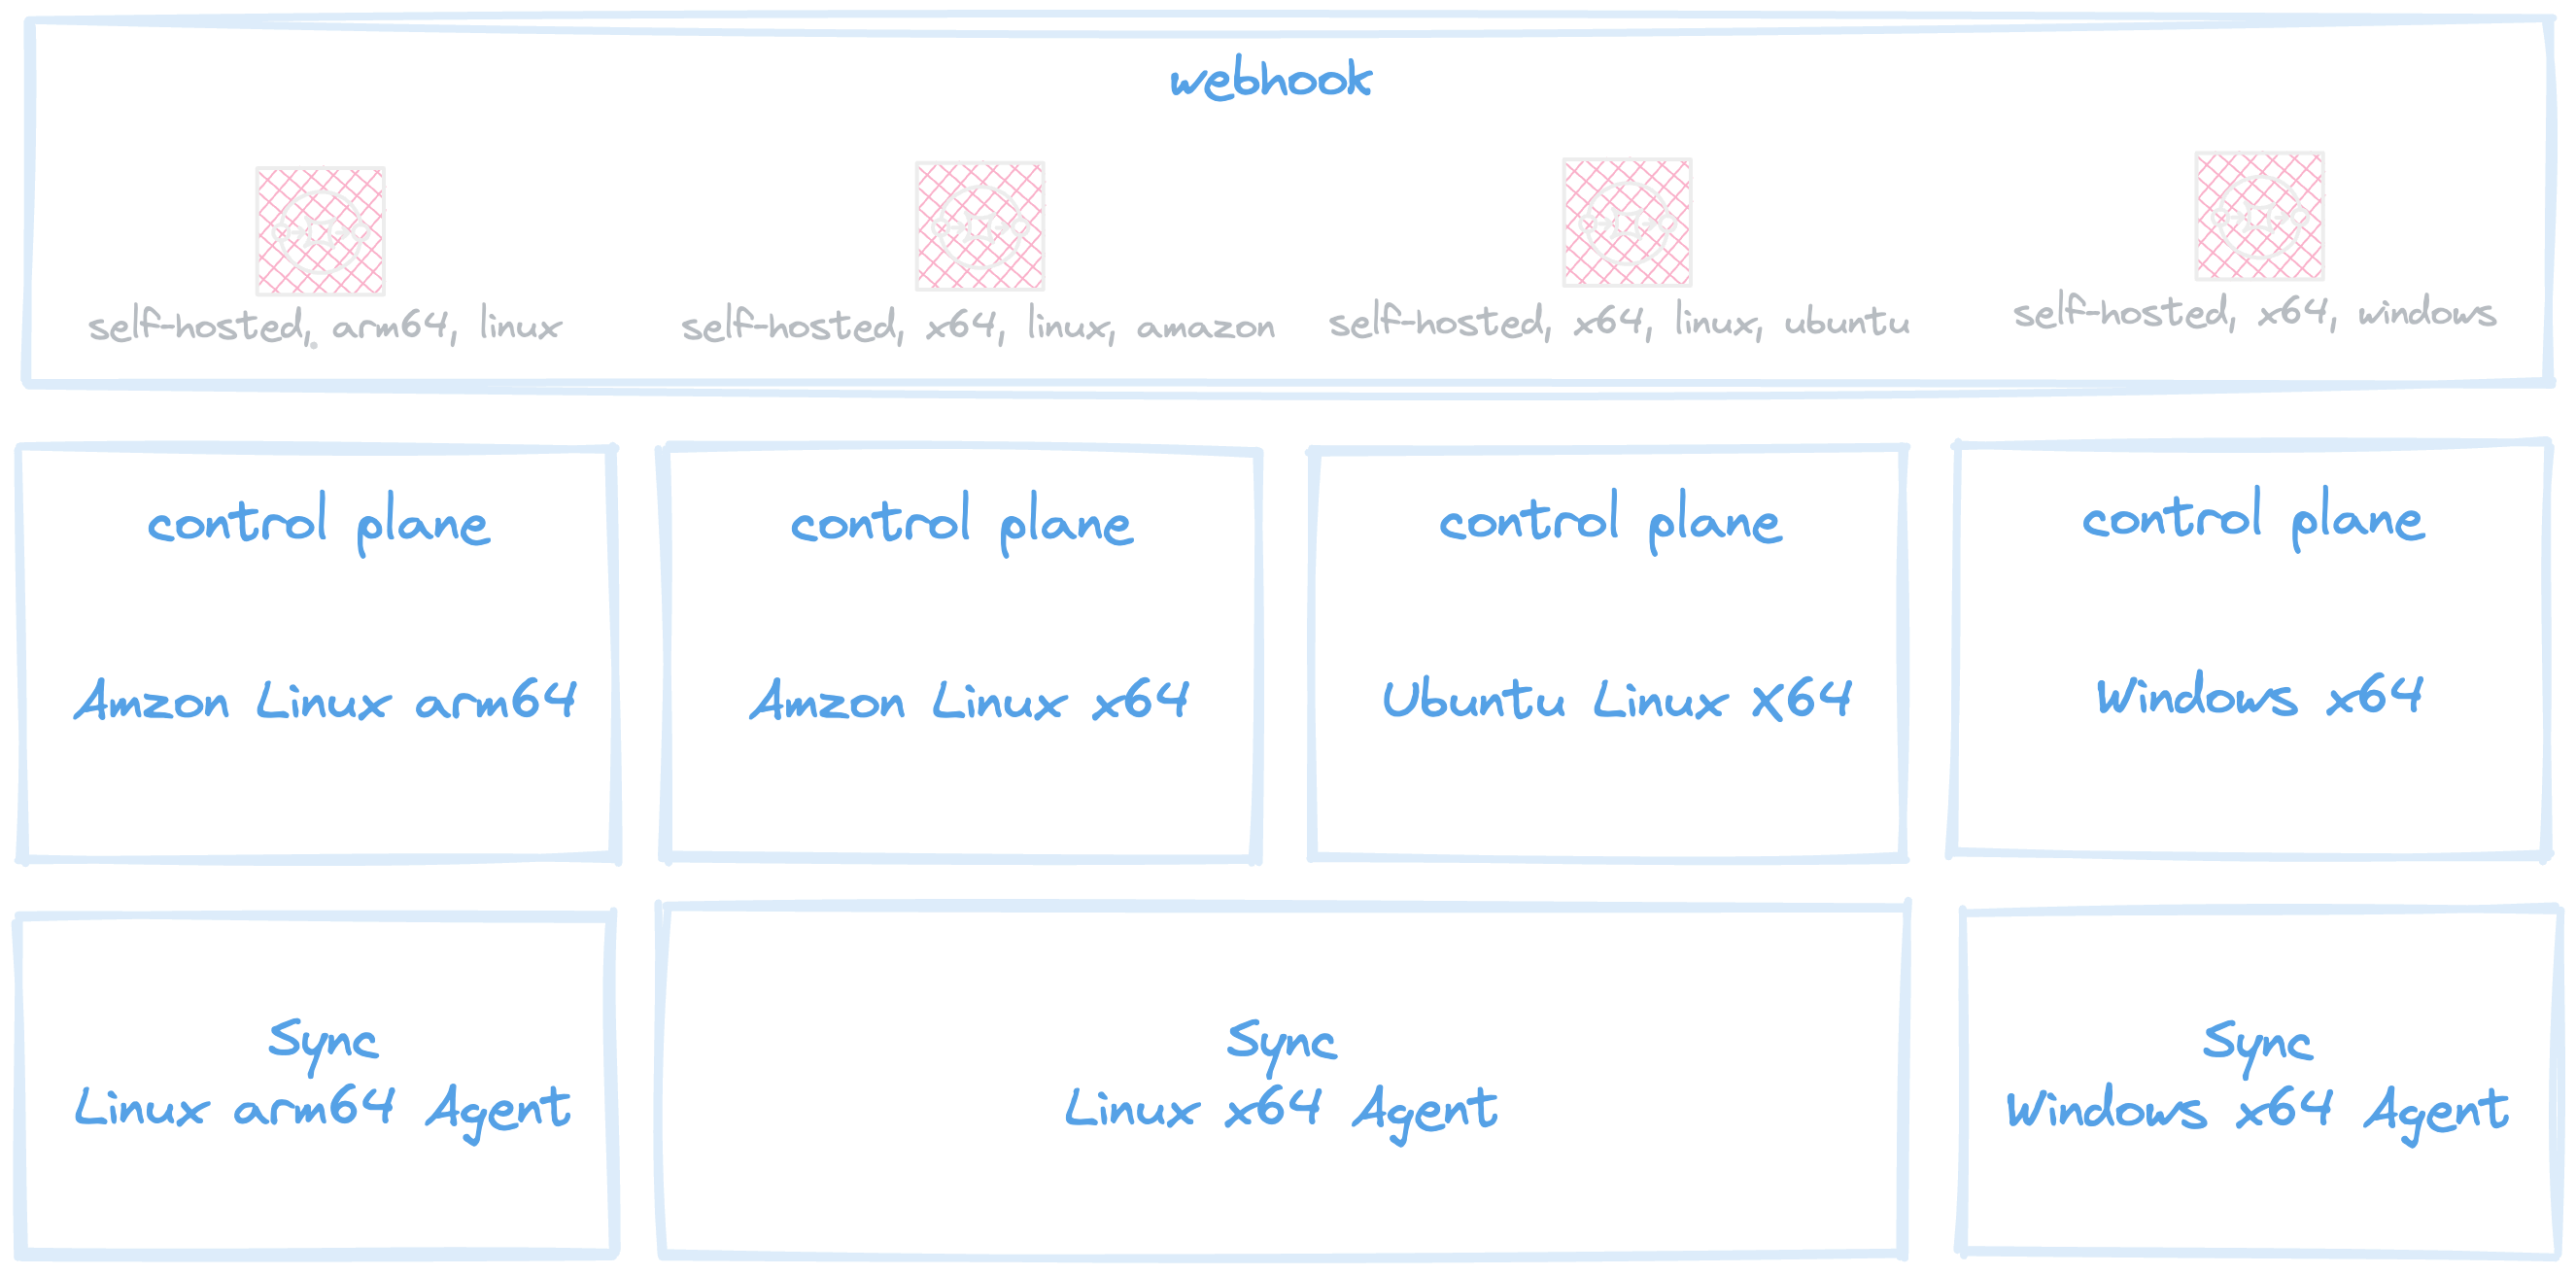 webhook
self-hosted, arm64, linux
self-hosted, x64, linux, amazon
self-hosted, x64, linux, ubuntu
self-hosted, x64, windows
control plane
Amzon Linux arm64
control plane
Amzon Linux x64
control plane
Ubuntu Linux X64
control plane
Windows x64
Sync
Linux arm64 Agent
Sync
Linux x64 Agent
Sync
Windows x64 Agent